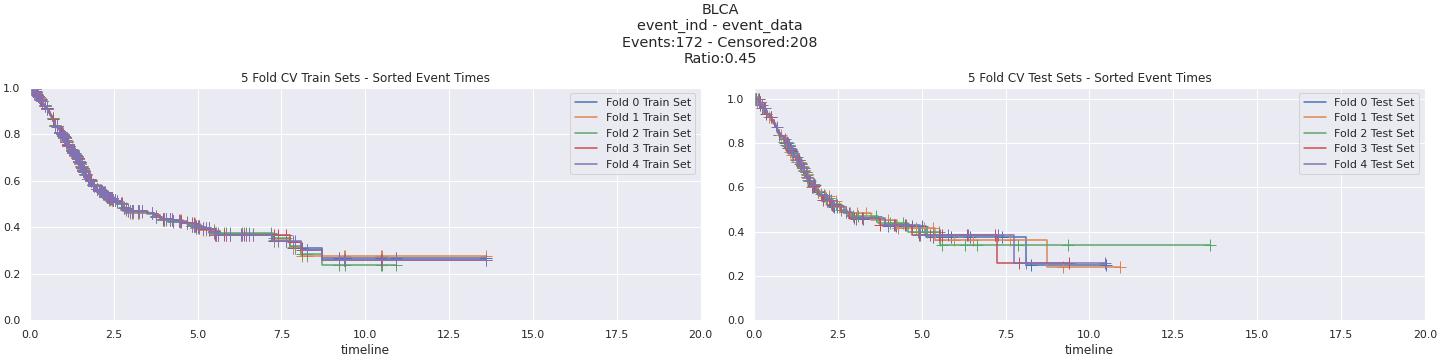 BLCA
event_ind - event_data
Events:172 - Censored:208
Ratio:0.45
5 Fold CV Train Sets - Sorted Event Times
1.0
0.8
0.6
0.4
0.2
0.0
0.0 2.5 5.0 7.5 10.0 12.5 15.0 17.5 20.0
timeline
Fold 0 Train Set
Fold 1 Train Set
Fold 2 Train Set
Fold 3 Train Set
Fold 4 Train Set
5 Fold CV Test Sets - Sorted Event Times
1.0
0.8
0.6
0.4
0.2
0.0
0.0 2.5 5.0 7.5 10.0 12.5 15.0 17.5 20.0
timeline
Fold 0 Test Set
Fold 1 Test Set
Fold 2 Test Set
Fold 3 Test Set
Fold 4 Test Set